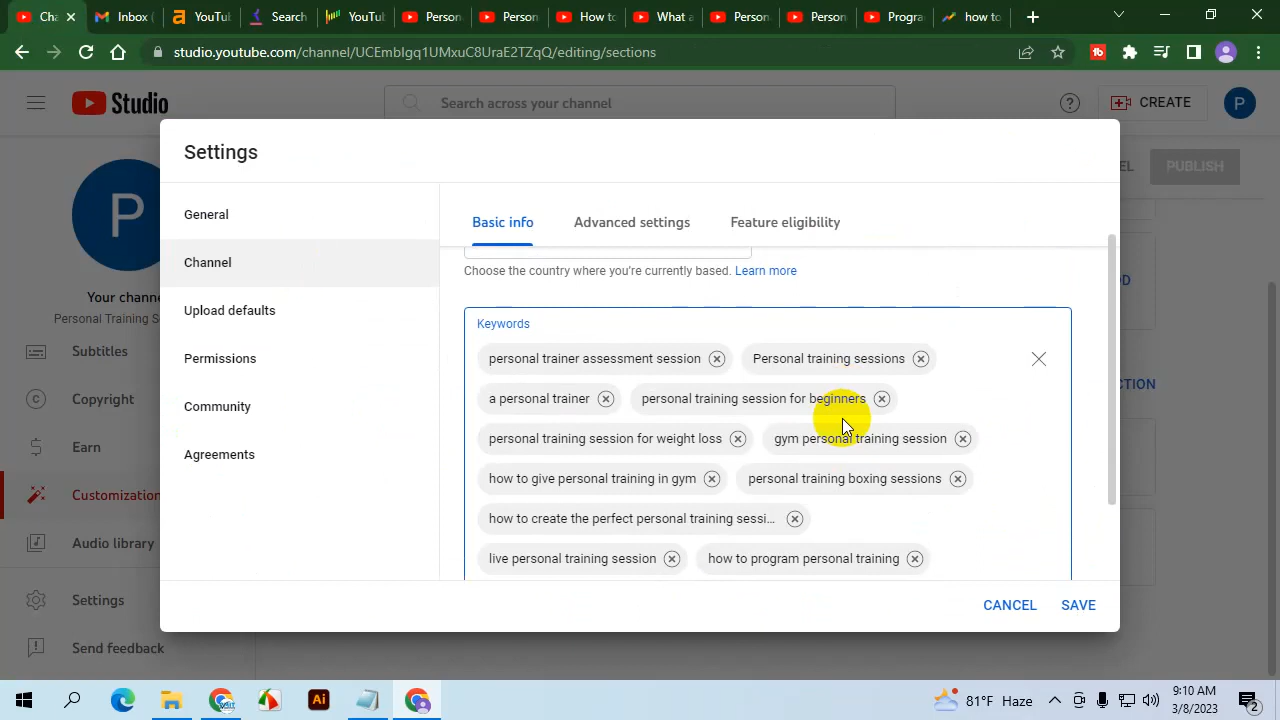 Cha
Inbox (
YouTu
Search
YouTu
Person
Person
How to
What a
Person
Person
Progra
how to
studio.youtube.com/channel/UCEmbIgq1UMxuC8UraE2TZqQ/editing/sections
Studio
Search across your channel
CREATE
P
Settings
EL
PUBLISH
P
General
Basic info
Advanced settings
Feature eligibility
Channel
Choose the country where you're currently based. Learn more
Your chann
Personal Training S
Upload defaults
Keywords
Subtitles
Permissions
personal trainer assessment session
Personal training sessions
Copyright
Community
a personal trainer
personal training session for beginners
CTION
Earn
Agreements
personal training session for weight loss
gym personal training session
how to give personal training in gym
personal training boxing sessions
Customization
how to create the perfect personal training sessi...
Audio library
live personal training session
how to program personal training
Settings
CANCEL
SAVE
Send feedback
Ai
81°F Haze
9:10 AM
3/8/2023
2